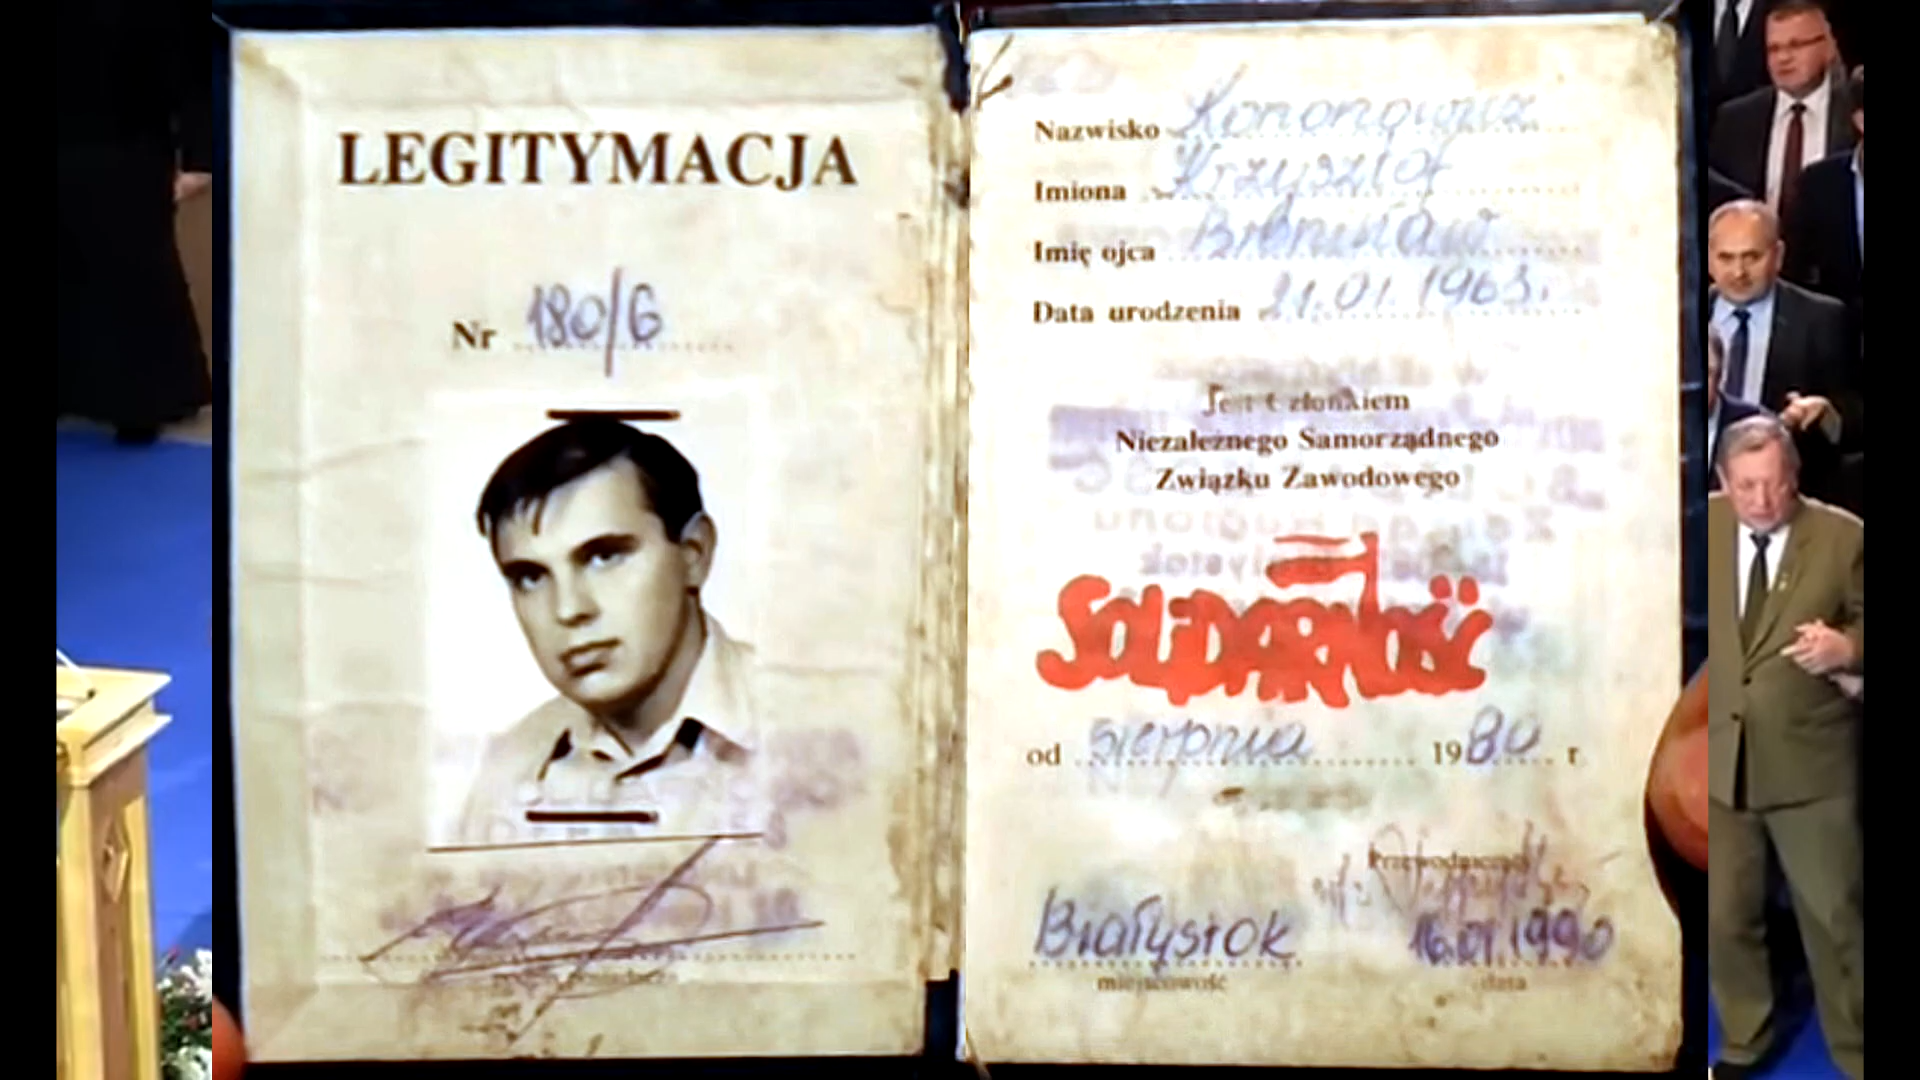 LEGITYMACJA
Nr 180/6
Nazwisko Kononowicz
Imiona Krzysztof
Imię ojca Bronisław
Data urodzenia 21.01.1963.
Jest członkiem
Niezależnego Samorządnego
Związku Zawodowego
SOLIDARNOŚĆ
od Sierpnia 1980 r
Przewodniczący
Białystok 16.01.1990
miejscowość data